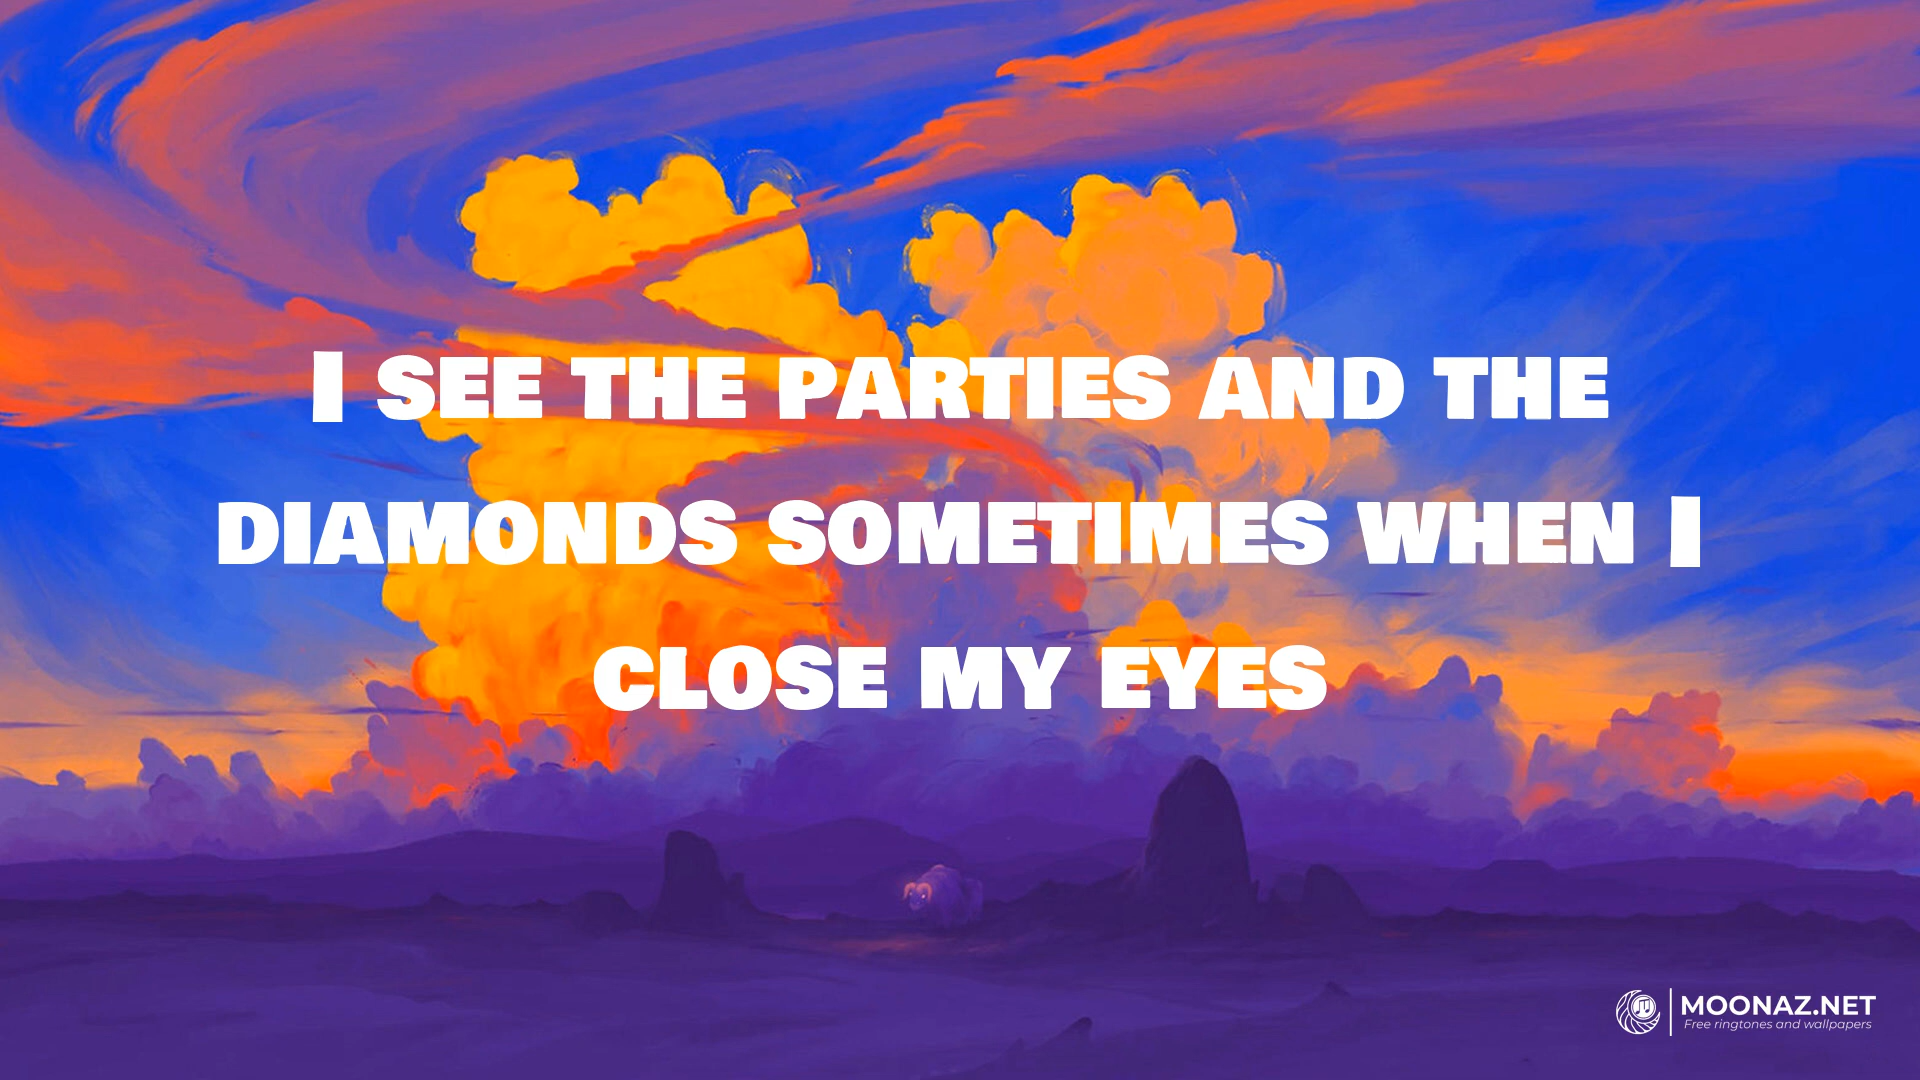 I SEE THE PARTIES AND THE
DIAMONDS SOMETIMES WHEN I
CLOSE MY EYES
MOONAZ.NET
Free ringtones and wallpapers